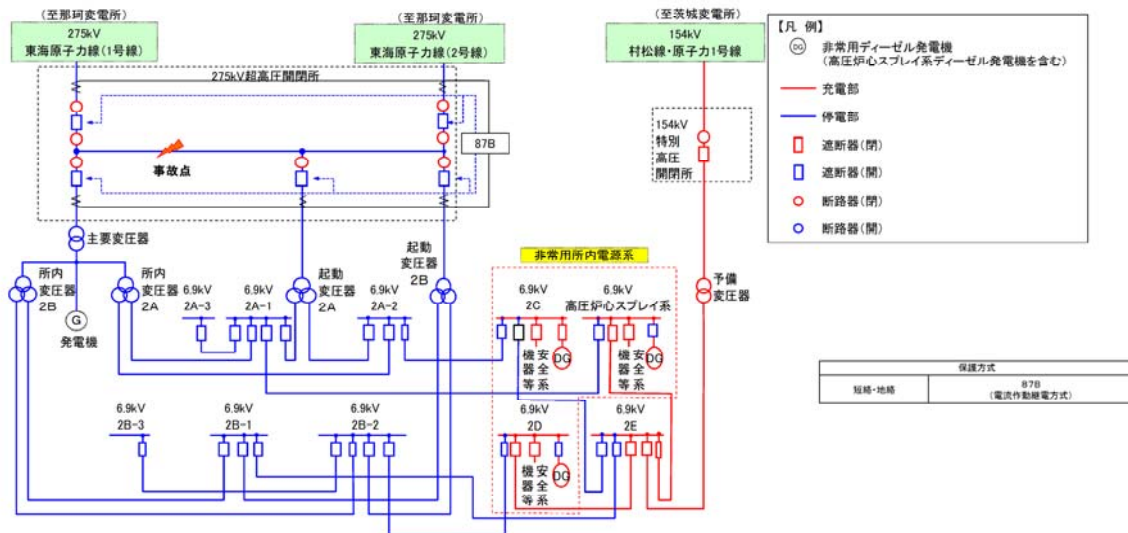 (至那珂変電所)
275kV
東海原子力線(1号線)
(至那珂変電所)
275kV
東海原子力線(2号線)
(至茨城変電所)
154kV
村松線・原子力1号線
【凡 例】
DG
非常用ディーゼル発電機
(高圧炉心スプレイ系ディーゼル発電機を含む)
充電部
停電部
遮断器(閉)
遮断器(開)
断路器(閉)
断路器(開)
275kV超高圧開閉所
87B
事故点
154kV
特別
高圧
開閉所
主要変圧器
所内
変圧器
2B
所内
変圧器
2A
G
発電機
起動
変圧器
2A
起動
変圧器
2B
予備
変圧器
非常用所内電源系
6.9kV
2A-3
6.9kV
2A-1
6.9kV
2A-2
6.9kV
2C
6.9kV
高圧炉心スプレイ系
安全系
機器等
DG
安全系
機器等
DG
6.9kV
2B-3
6.9kV
2B-1
6.9kV
2B-2
6.9kV
2D
6.9kV
2E
安全系
機器等
DG
保護方式
短絡・地絡
87B
(電流作動継電方式)